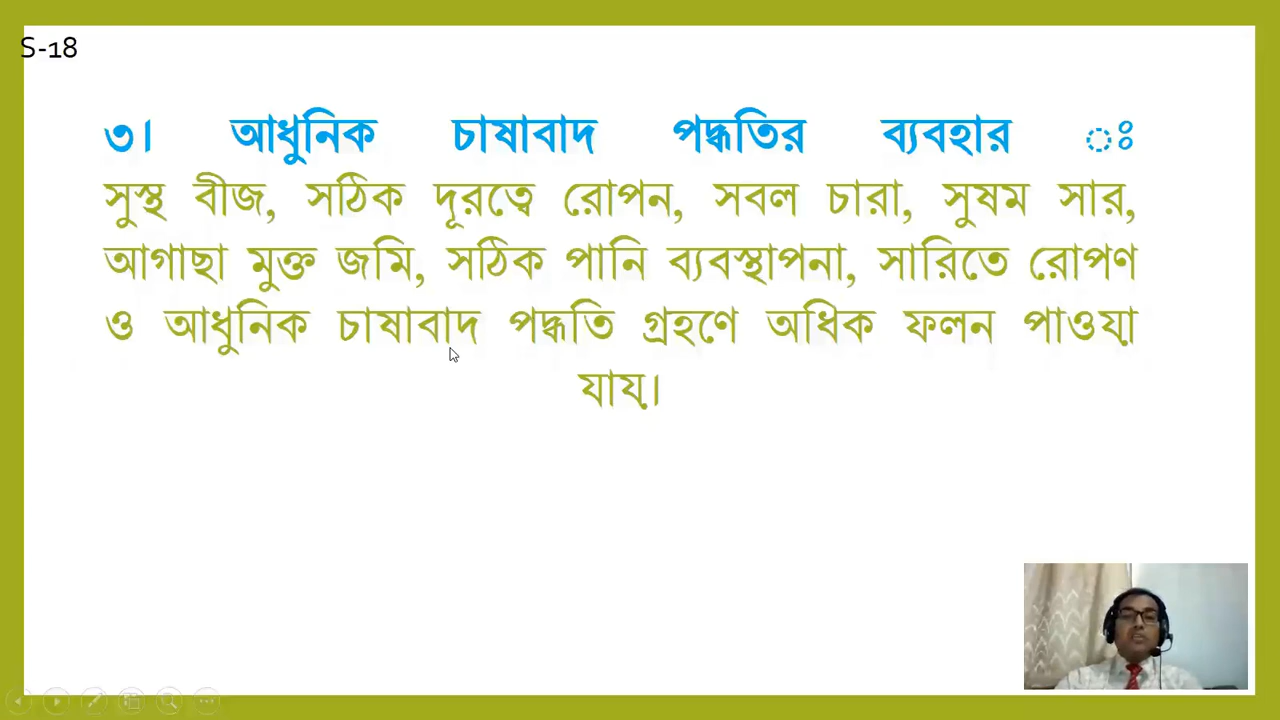 S-18
৩। আধুনিক চাষাবাদ পদ্ধতির ব্যবহার ঃ
সুস্থ বীজ, সঠিক দূরত্বে রোপন, সবল চারা, সুষম সার,
আগাছা মুক্ত জমি, সঠিক পানি ব্যবস্থাপনা, সারিতে রোপণ
ও আধুনিক চাষাবাদ পদ্ধতি গ্রহণে অধিক ফলন পাওয়া
যায়।